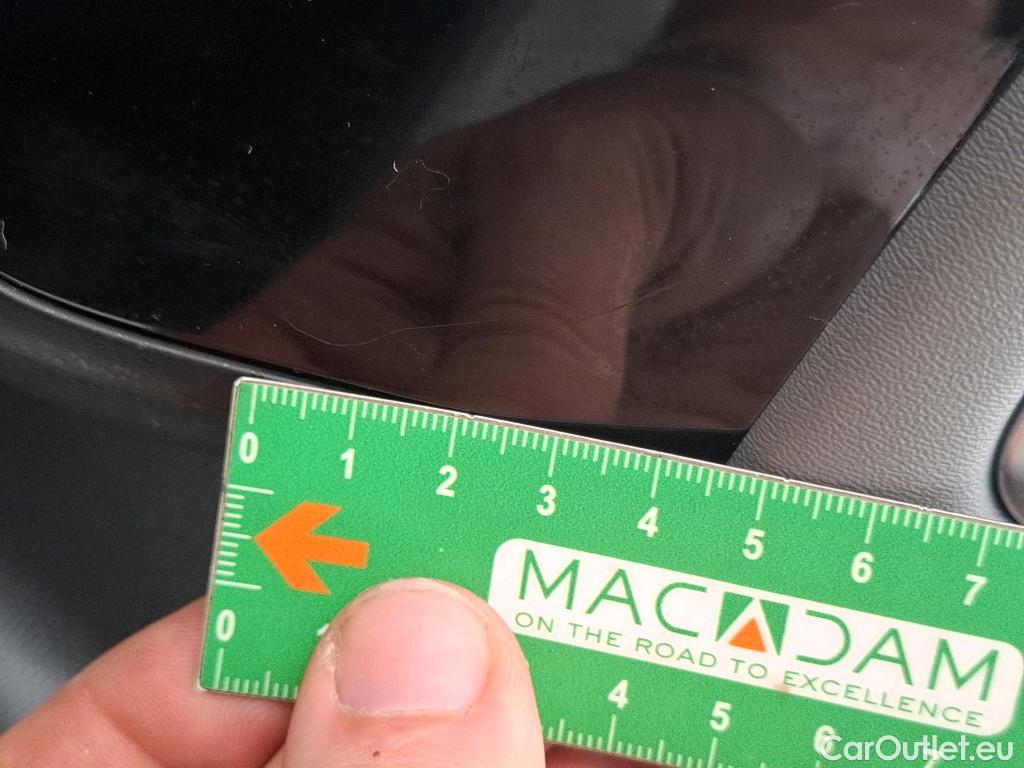 0 1 2 3 4 5 6 7
MACADAM
ON THE ROAD TO EXCELLENCE
0
4 5 6 7
CarOutlet.eu